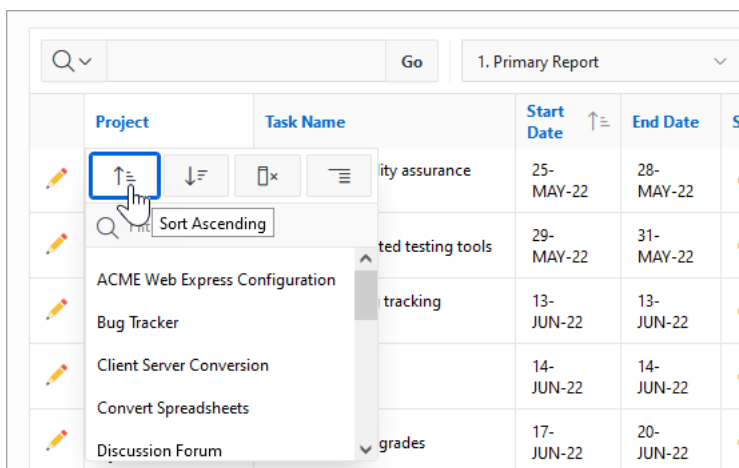 Go
1. Primary Report
Project
Task Name
Start
Date
End Date
S
ity assurance
25-
MAY-22
28-
MAY-22
Sort Ascending
ted testing tools
29-
MAY-22
31-
MAY-22
ACME Web Express Configuration
tracking
13-
JUN-22
13-
JUN-22
Bug Tracker
Client Server Conversion
14-
JUN-22
14-
JUN-22
Convert Spreadsheets
Discussion Forum
grades
17-
JUN-22
20-
JUN-22